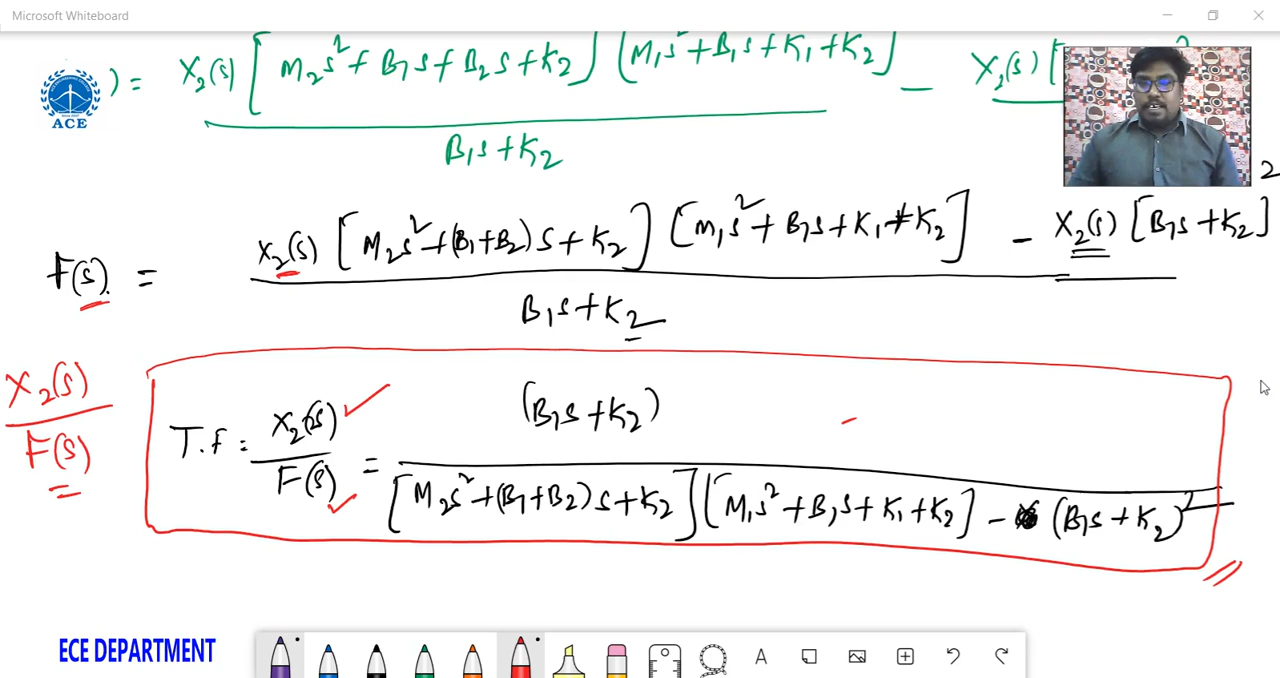 Microsoft Whiteboard
) = X₂(s) [M₂s² + B₁s + B₂s + K₂] [M₁s² + B₁s + K₁ + K₂] − X₂(s) [
B₁s + K₂
ACE
2
F(s) = X₂(s) [M₂s² + (B₁+B₂) s + K₂] [M₁s² + B₁s + K₁ + K₂] − X₂(s) [B₁s + K₂]
B₁s + K₂
X₂(s)
F(s)
(B₁s + K₂)
T.f = X₂(s) / F(s) =
[M₂s² + (B₁+B₂) s + K₂] [M₁s² + B₁s + K₁ + K₂] − (B₁s + K₂)²
ECE DEPARTMENT
A